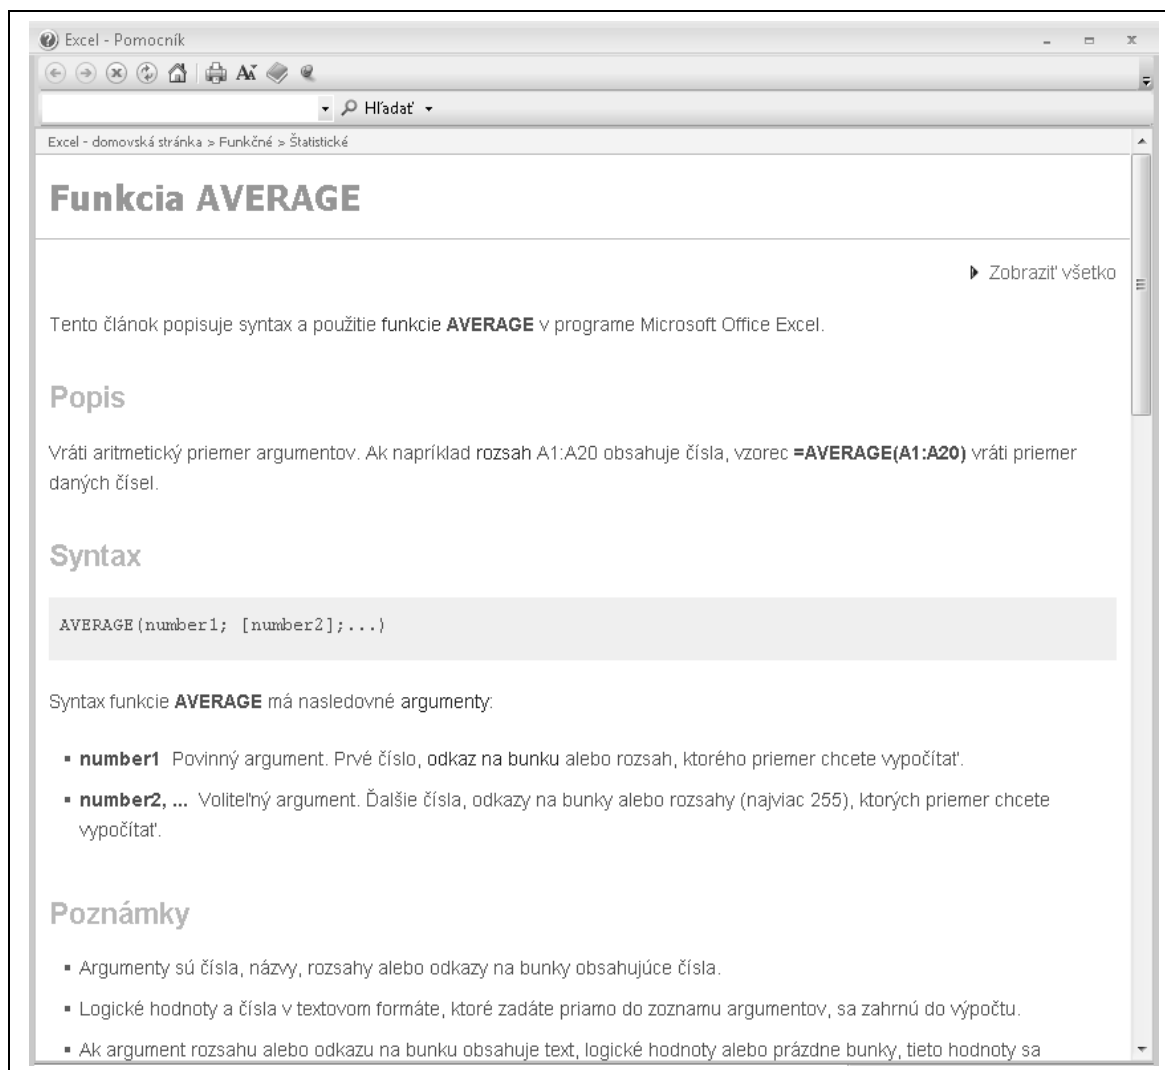 Excel - Pomocník
Hľadať
Excel - domovská stránka > Funkčné > Štatistické
Funkcia AVERAGE
Zobraziť všetko
Tento článok popisuje syntax a použitie funkcie AVERAGE v programe Microsoft Office Excel.
Popis
Vráti aritmetický priemer argumentov. Ak napríklad rozsah A1:A20 obsahuje čísla, vzorec =AVERAGE(A1:A20) vráti priemer
daných čísel.
Syntax
AVERAGE(number1; [number2];...)
Syntax funkcie AVERAGE má nasledovné argumenty:
▪ number1 Povinný argument. Prvé číslo, odkaz na bunku alebo rozsah, ktorého priemer chcete vypočítať.
▪ number2, ... Voliteľný argument. Ďalšie čísla, odkazy na bunky alebo rozsahy (najviac 255), ktorých priemer chcete
vypočítať.
Poznámky
▪ Argumenty sú čísla, názvy, rozsahy alebo odkazy na bunky obsahujúce čísla.
▪ Logické hodnoty a čísla v textovom formáte, ktoré zadáte priamo do zoznamu argumentov, sa zahrnú do výpočtu.
▪ Ak argument rozsahu alebo odkazu na bunku obsahuje text, logické hodnoty alebo prázdne bunky, tieto hodnoty sa